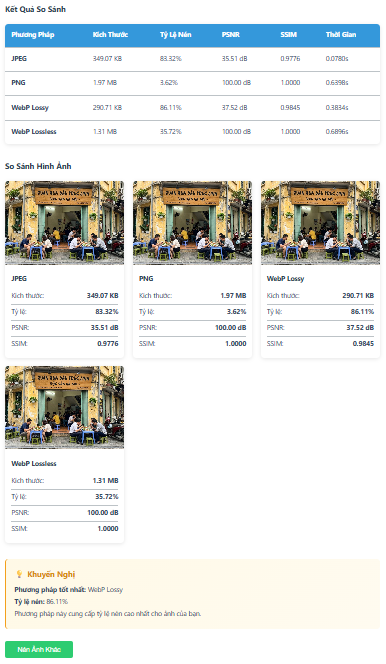 Kết Quả So Sánh
Phương Pháp Kích Thước Tỷ Lệ Nén PSNR SSIM Thời Gian
JPEG 349.07 KB 83.32% 35.51 dB 0.9776 0.0780s
PNG 1.97 MB 3.62% 100.00 dB 1.0000 0.6398s
WebP Lossy 290.71 KB 86.11% 37.52 dB 0.9845 0.3834s
WebP Lossless 1.31 MB 35.72% 100.00 dB 1.0000 0.6896s
So Sánh Hình Ảnh
JPEG
Kích thước: 349.07 KB
Tỷ lệ: 83.32%
PSNR: 35.51 dB
SSIM: 0.9776
PNG
Kích thước: 1.97 MB
Tỷ lệ: 3.62%
PSNR: 100.00 dB
SSIM: 1.0000
WebP Lossy
Kích thước: 290.71 KB
Tỷ lệ: 86.11%
PSNR: 37.52 dB
SSIM: 0.9845
WebP Lossless
Kích thước: 1.31 MB
Tỷ lệ: 35.72%
PSNR: 100.00 dB
SSIM: 1.0000
💡 Khuyến Nghị
Phương pháp tốt nhất: WebP Lossy
Tỷ lệ nén: 86.11%
Phương pháp này cung cấp tỷ lệ nén cao nhất cho ảnh của bạn.
Nén Ảnh Khác